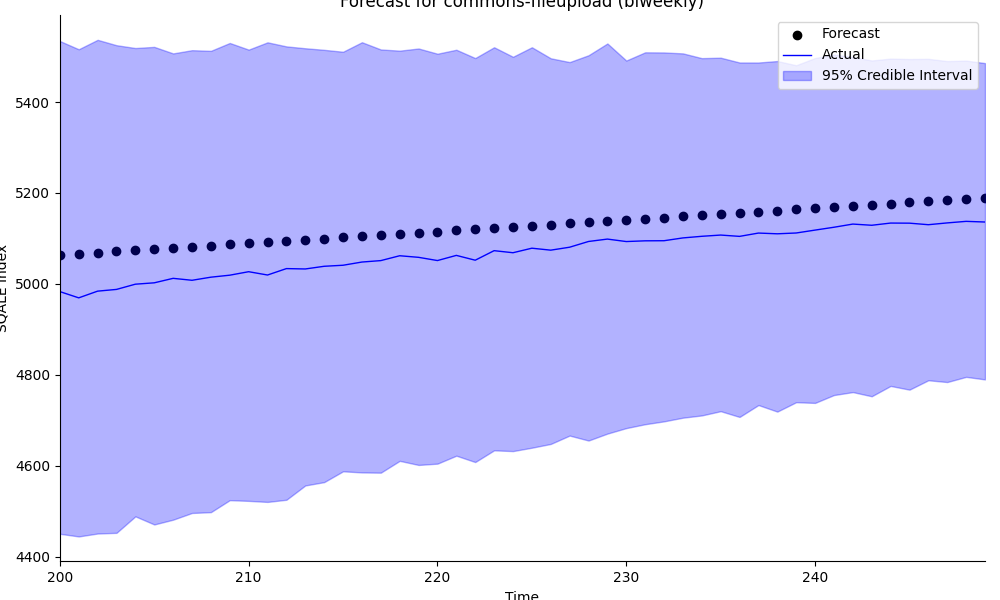 Forecast for commons-fileupload (biweekly)
Forecast
Actual
95% Credible Interval
5400
5200
5000
4800
4600
4400
SQALE Index
200
210
220
230
240
Time